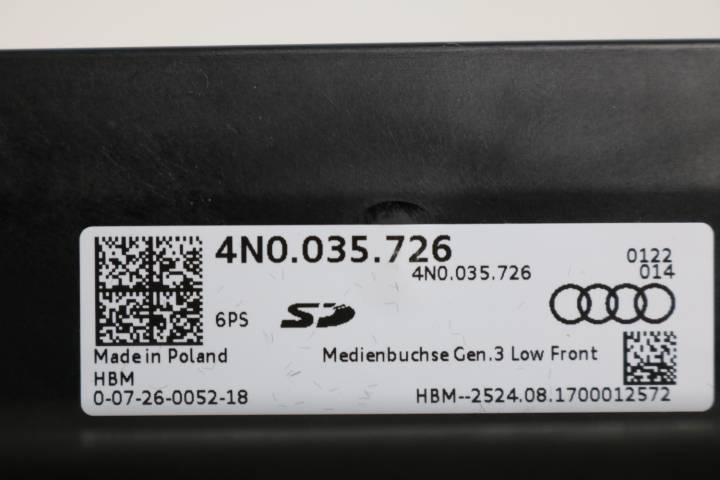 4N0.035.726
4N0.035.726
0122
014
6PS
SD
Made in Poland
Medienbuchse Gen.3 Low Front
HBM
0-07-26-0052-18
HBM--2524.08.1700012572